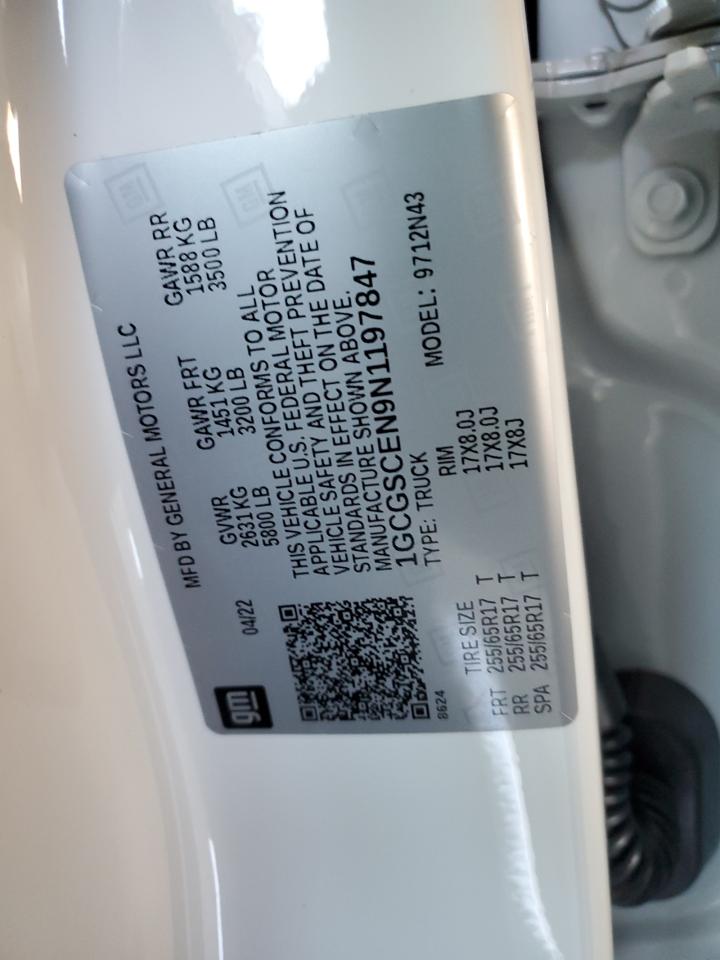 gm
04/22
MFD BY GENERAL MOTORS LLC
GVWR GAWR FRT GAWR RR
2631 KG 1451 KG 1588 KG
5800 LB 3200 LB 3500 LB
THIS VEHICLE CONFORMS TO ALL
APPLICABLE U.S. FEDERAL MOTOR
VEHICLE SAFETY AND THEFT PREVENTION
STANDARDS IN EFFECT ON THE DATE OF
MANUFACTURE SHOWN ABOVE.
1GCGSCEN9N1197847
TYPE: TRUCK MODEL: 9712N43
8624
TIRE SIZE RIM
FRT 255/65R17 T 17X8.0J
RR 255/65R17 T 17X8.0J
SPA 255/65R17 T 17X8J